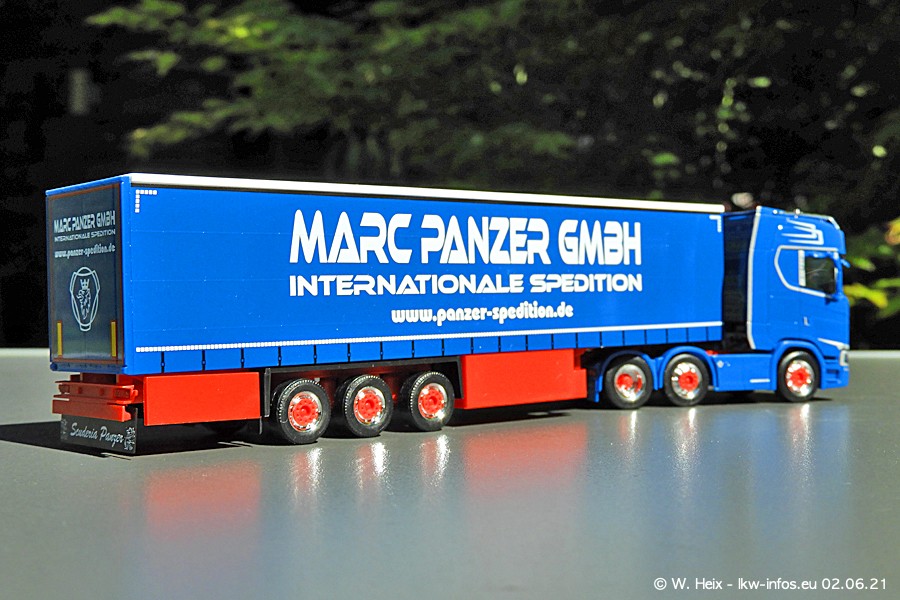 MARC PANZER GMBH
INTERNATIONALE SPEDITION
www.panzer-spedition.de
MARC PANZER GMBH
INTERNATIONALE SPEDITION
www.panzer-spedition.de
Scuderia Panzer
© W. Heix - lkw-infos.eu 02.06.21